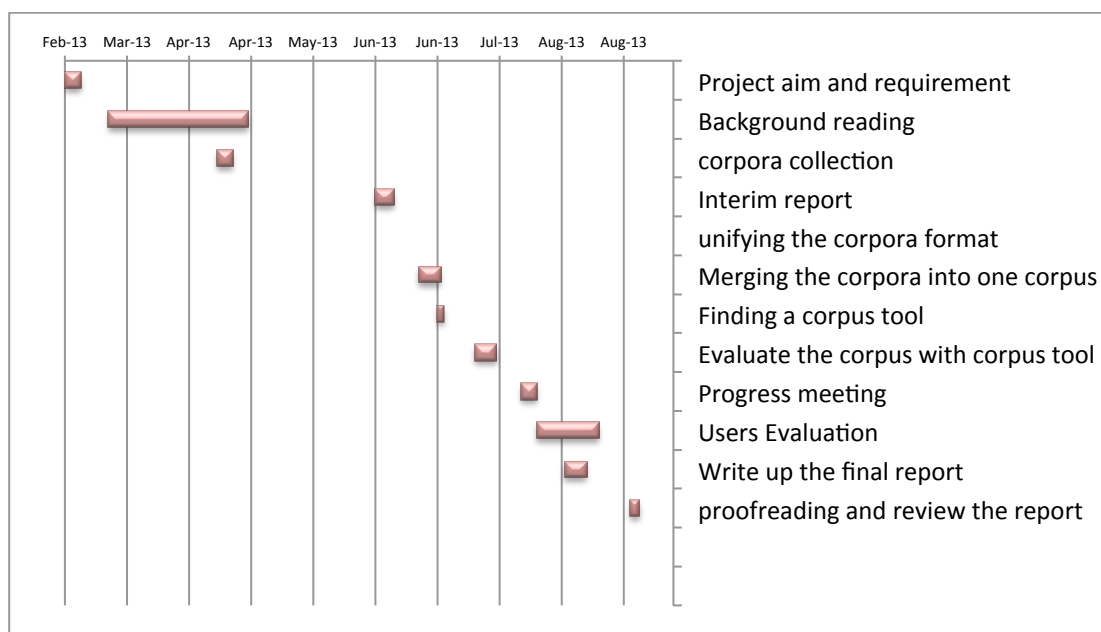 Feb-13 Mar-13 Apr-13 Apr-13 May-13 Jun-13 Jun-13 Jul-13 Aug-13 Aug-13
Project aim and requirement
Background reading
corpora collection
Interim report
unifying the corpora format
Merging the corpora into one corpus
Finding a corpus tool
Evaluate the corpus with corpus tool
Progress meeting
Users Evaluation
Write up the final report
proofreading and review the report